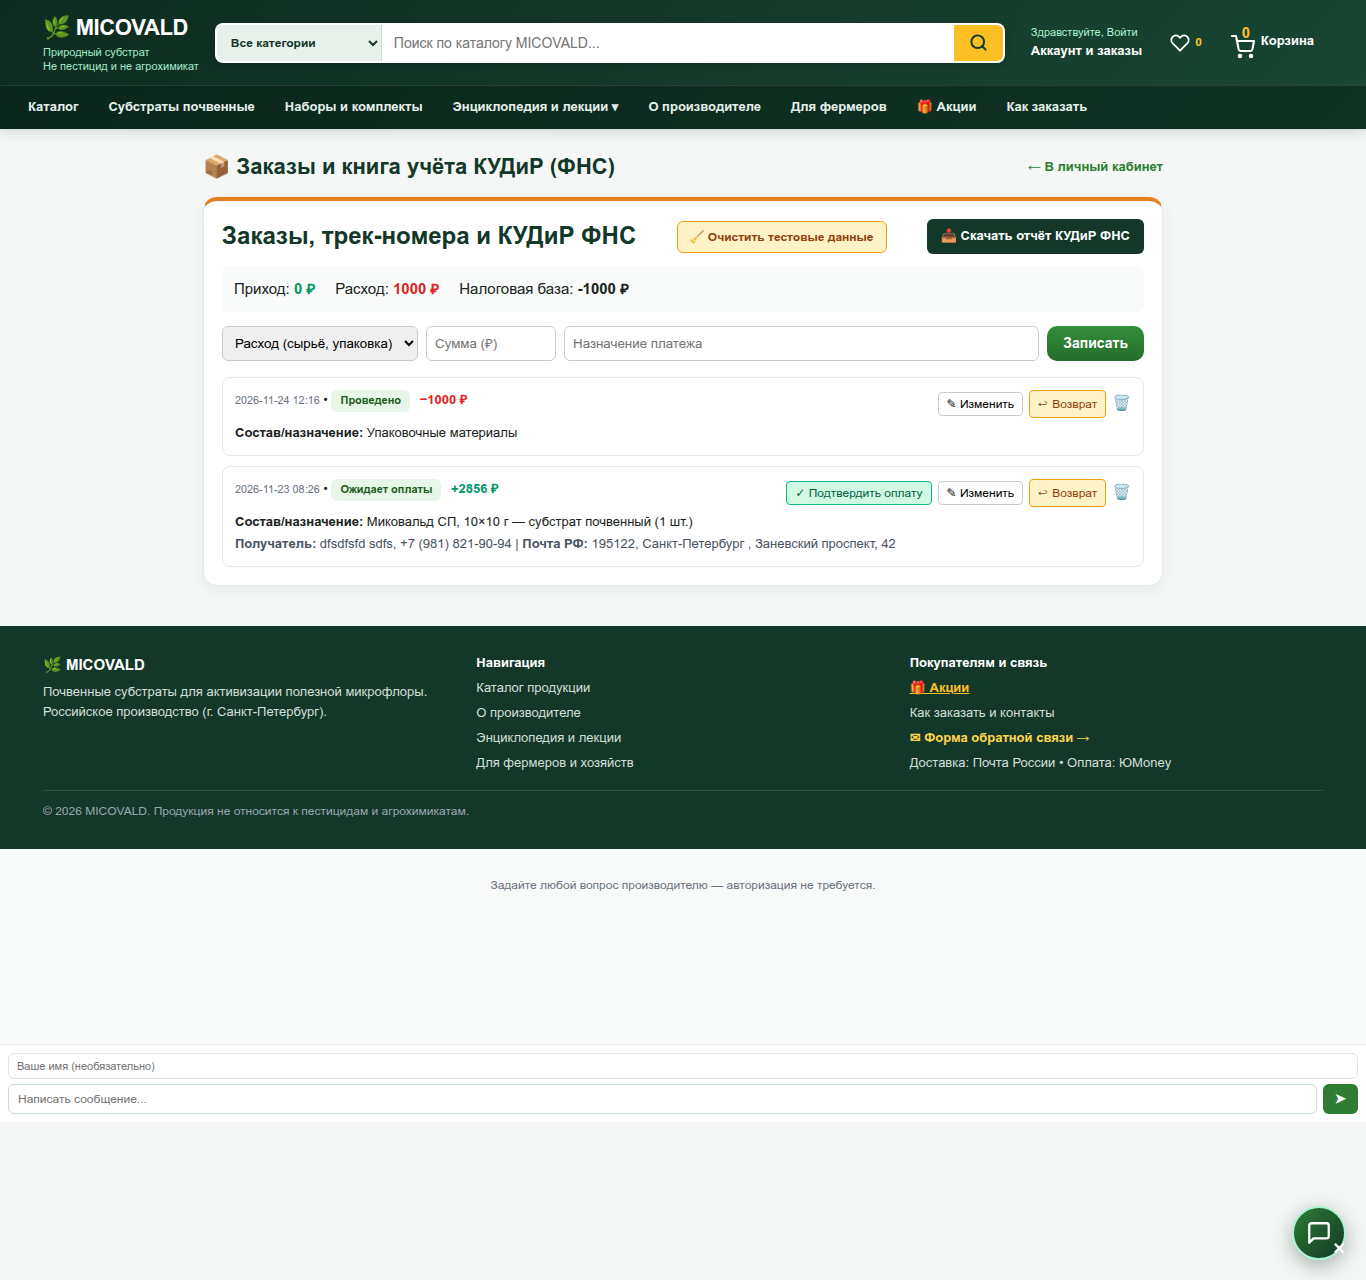 MICOVALD
Природный субстрат
Не пестицид и не агрохимикат
Все категории
Поиск по каталогу MICOVALD...
Здравствуйте, Войти
Аккаунт и заказы
0
0
Корзина
Каталог
Субстраты почвенные
Наборы и комплекты
Энциклопедия и лекции ▾
О производителе
Для фермеров
🎁 Акции
Как заказать
📦 Заказы и книга учёта КУДиР (ФНС)
← В личный кабинет
Заказы, трек-номера и КУДиР ФНС
🧹 Очистить тестовые данные
📤 Скачать отчёт КУДиР ФНС
Приход: 0 ₽ Расход: 1000 ₽ Налоговая база: -1000 ₽
Расход (сырьё, упаковка)
Сумма (₽)
Назначение платежа
Записать
2026-11-24 12:16 • Проведено −1000 ₽
✎ Изменить
↩ Возврат
Состав/назначение: Упаковочные материалы
2026-11-23 08:26 • Ожидает оплаты +2856 ₽
✓ Подтвердить оплату
✎ Изменить
↩ Возврат
Состав/назначение: Миковальд СП, 10×10 г — субстрат почвенный (1 шт.)
Получатель: dfsdfsfd sdfs, +7 (981) 821-90-94 | Почта РФ: 195122, Санкт-Петербург , Заневский проспект, 42
🌿 MICOVALD
Почвенные субстраты для активизации полезной микрофлоры.
Российское производство (г. Санкт-Петербург).
Навигация
Каталог продукции
О производителе
Энциклопедия и лекции
Для фермеров и хозяйств
Покупателям и связь
🎁 Акции
Как заказать и контакты
✉ Форма обратной связи →
Доставка: Почта России • Оплата: ЮMoney
© 2026 MICOVALD. Продукция не относится к пестицидам и агрохимикатам.
Задайте любой вопрос производителю — авторизация не требуется.
Ваше имя (необязательно)
Написать сообщение...